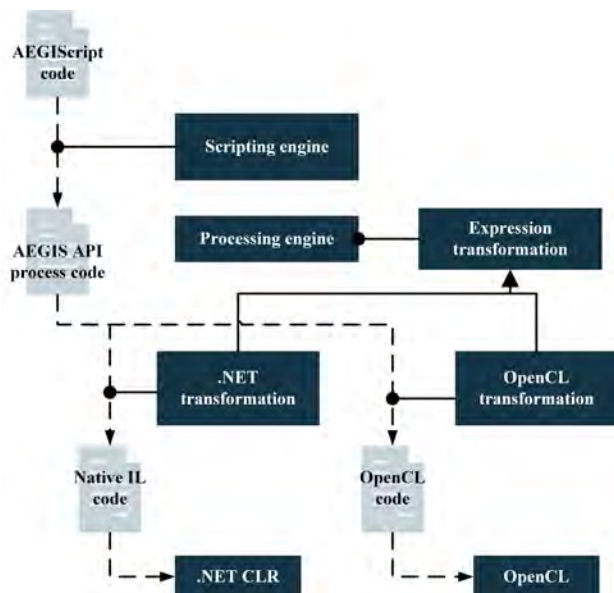 AEGIScript
code
Scripting engine
AEGIS API
process code
Processing engine
Expression
transformation
.NET
transformation
OpenCL
transformation
Native IL
code
OpenCL
code
.NET CLR
OpenCL